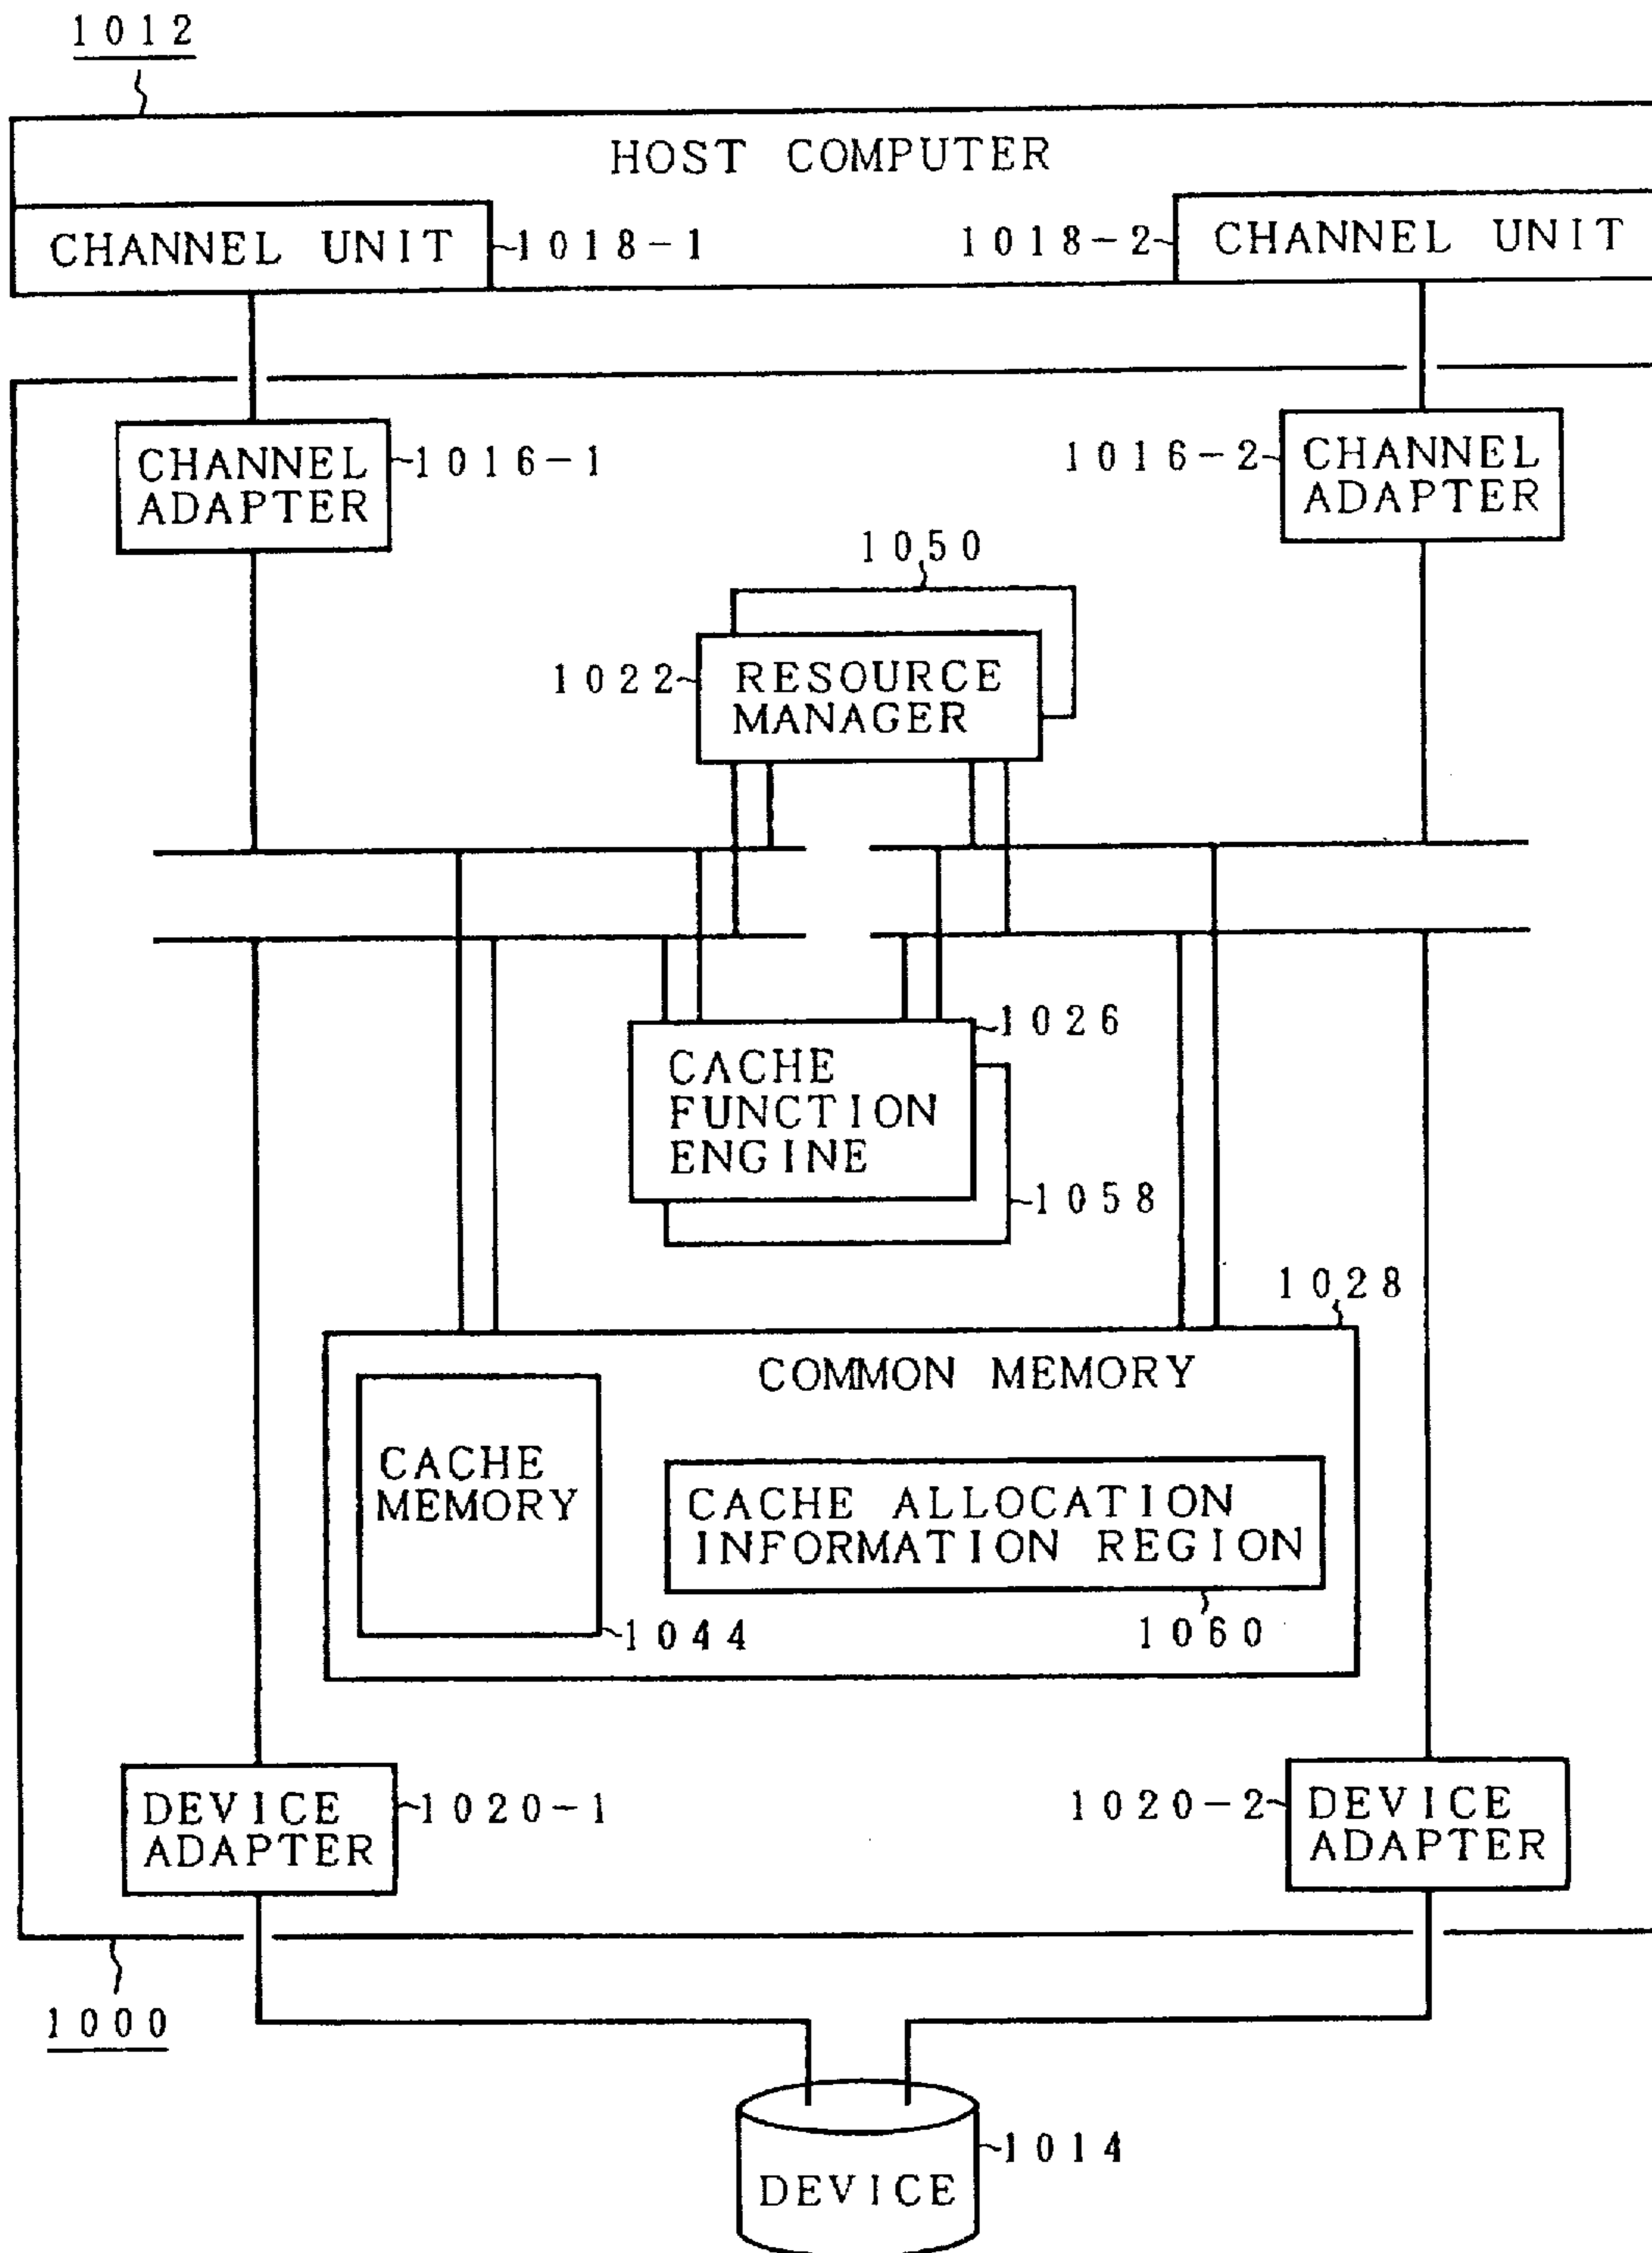 1012
HOST COMPUTER
CHANNEL UNIT
1018-1
1018-2
CHANNEL UNIT
CHANNEL
ADAPTER
1016-1
1016-2
CHANNEL
ADAPTER
1050
1022
RESOURCE
MANAGER
1026
CACHE
FUNCTION
ENGINE
1058
1028
COMMON MEMORY
CACHE
MEMORY
CACHE ALLOCATION
INFORMATION REGION
1044
1060
DEVICE
ADAPTER
1020-1
1020-2
DEVICE
ADAPTER
1000
1014
DEVICE